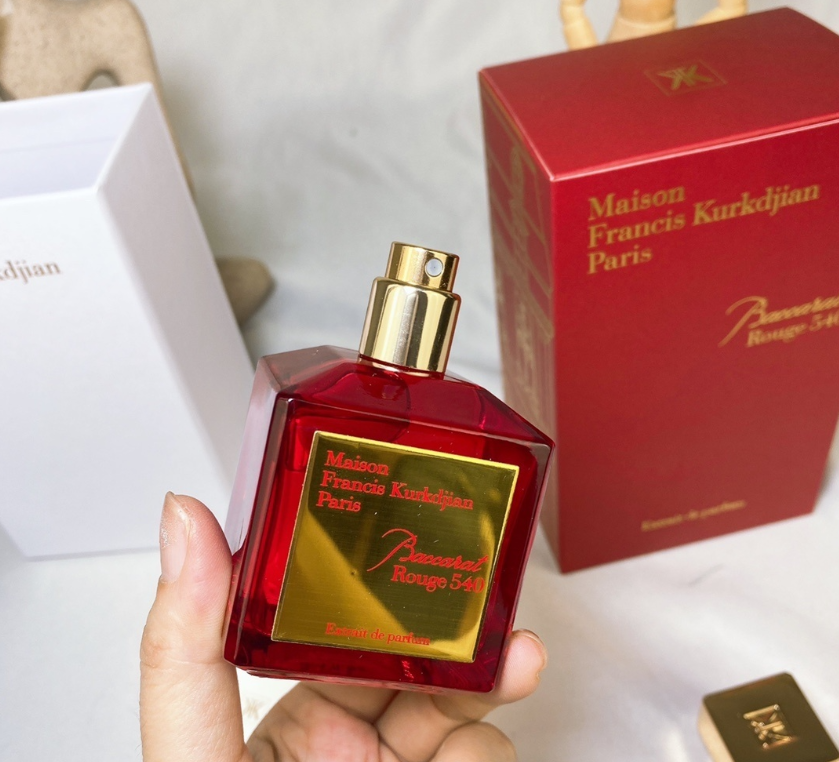 djian
Maison
Francis Kurkdjian
Paris
Baccarat
Rouge 540
Extrait de parfum
Maison
Francis Kurkdjian
Paris
Baccarat
Rouge 540
Extrait de parfum